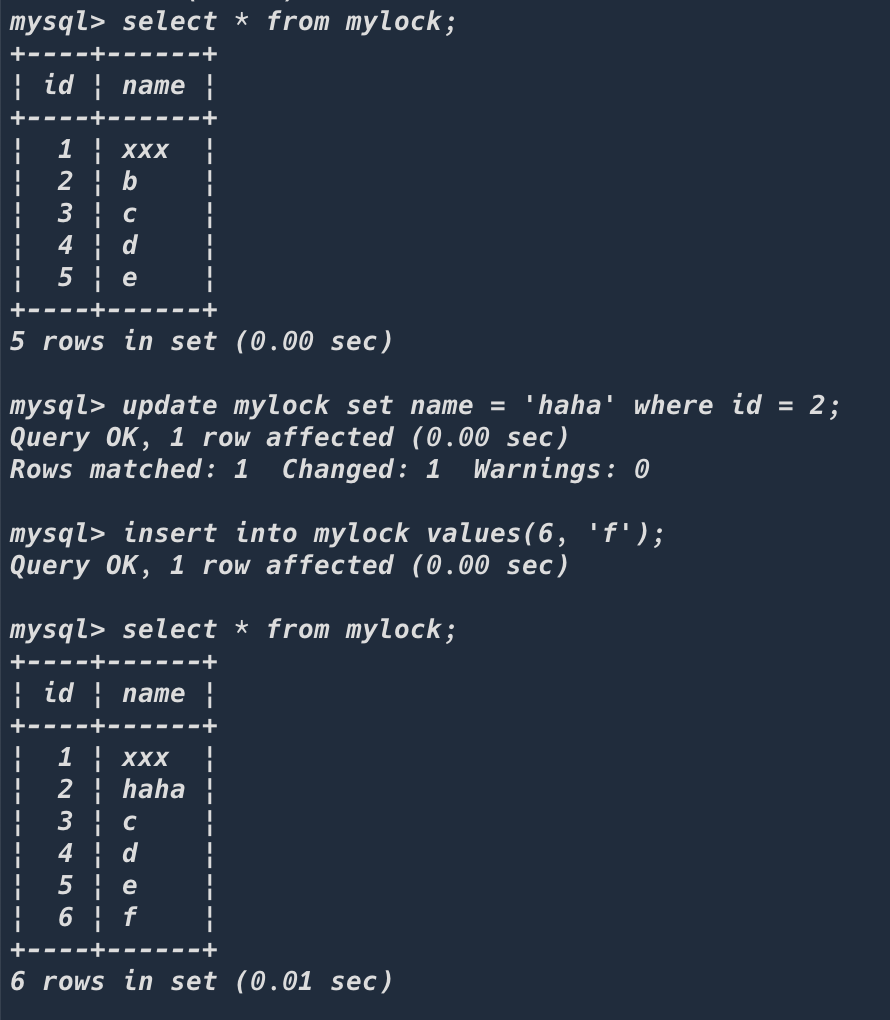 mysql> select * from mylock;
+----+------+
¦ id ¦ name ¦
+----+------+
¦  1 ¦ xxx  ¦
¦  2 ¦ b    ¦
¦  3 ¦ c    ¦
¦  4 ¦ d    ¦
¦  5 ¦ e    ¦
+----+------+
5 rows in set (0.00 sec)

mysql> update mylock set name = 'haha' where id = 2;
Query OK, 1 row affected (0.00 sec)
Rows matched: 1  Changed: 1  Warnings: 0

mysql> insert into mylock values(6, 'f');
Query OK, 1 row affected (0.00 sec)

mysql> select * from mylock;
+----+------+
¦ id ¦ name ¦
+----+------+
¦  1 ¦ xxx  ¦
¦  2 ¦ haha ¦
¦  3 ¦ c    ¦
¦  4 ¦ d    ¦
¦  5 ¦ e    ¦
¦  6 ¦ f    ¦
+----+------+
6 rows in set (0.01 sec)